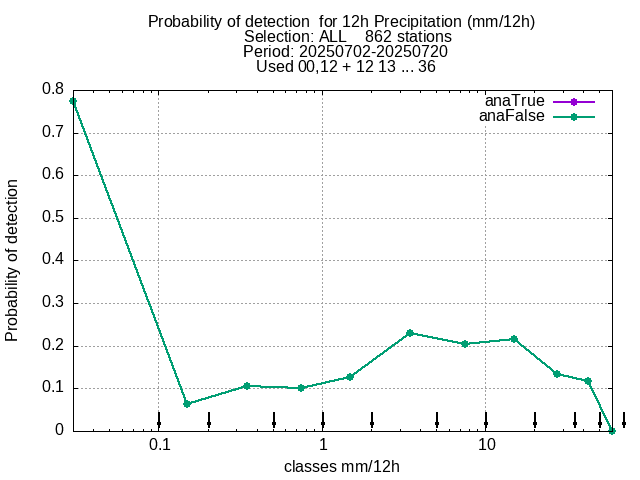 Probability of detection  for 12h Precipitation (mm/12h)
Selection: ALL    862 stations
Period: 20250702-20250720
Used 00,12 + 12 13 ... 36
anaTrue
anaFalse
0.8
0.7
0.6
0.5
0.4
0.3
0.2
0.1
0
Probability of detection
0.1 1 10
classes mm/12h